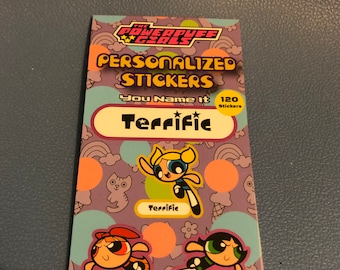 THE
POWERPUFF
GIRLS
PERSONALIZED
STICKERS
You Name It
120
Stickers
Terrific
Terrific